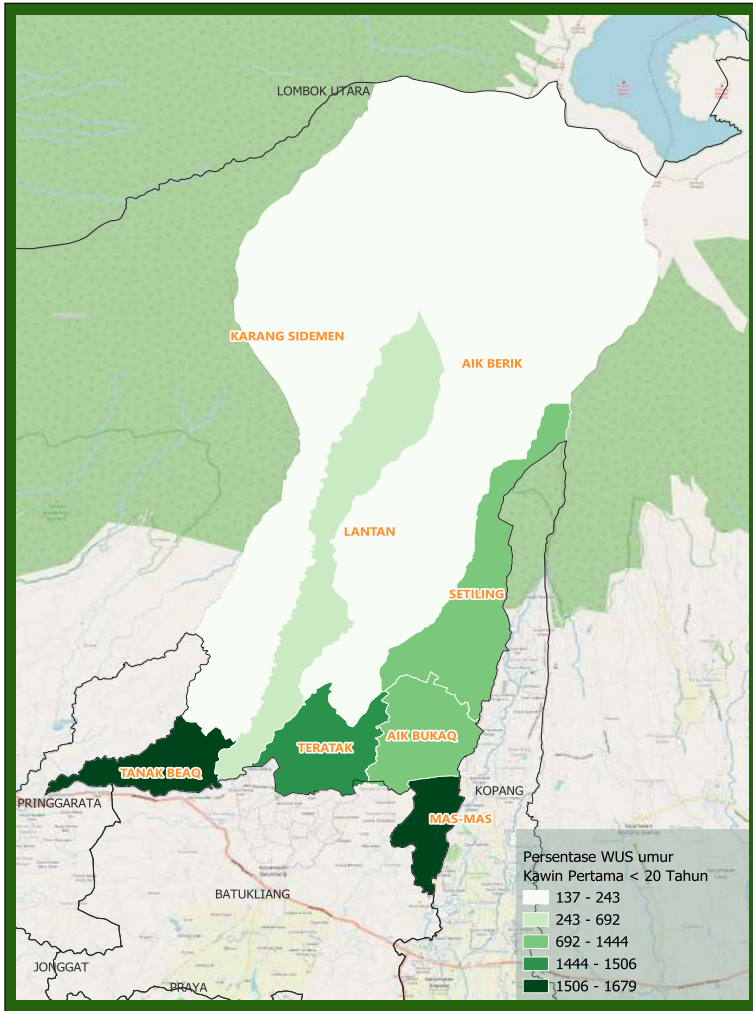 LOMBOK UTARA
KARANG SIDEMEN
AIK BERIK
LANTAN
SETILING
AIK BUKAQ
TERATAK
TANAK BEAQ
PRINGGARATA
KOPANG
MAS-MAS
BATUKLIANG
JONGGAT
PRAYA
Persentase WUS umur
Kawin Pertama < 20 Tahun
137 - 243
243 - 692
692 - 1444
1444 - 1506
1506 - 1679